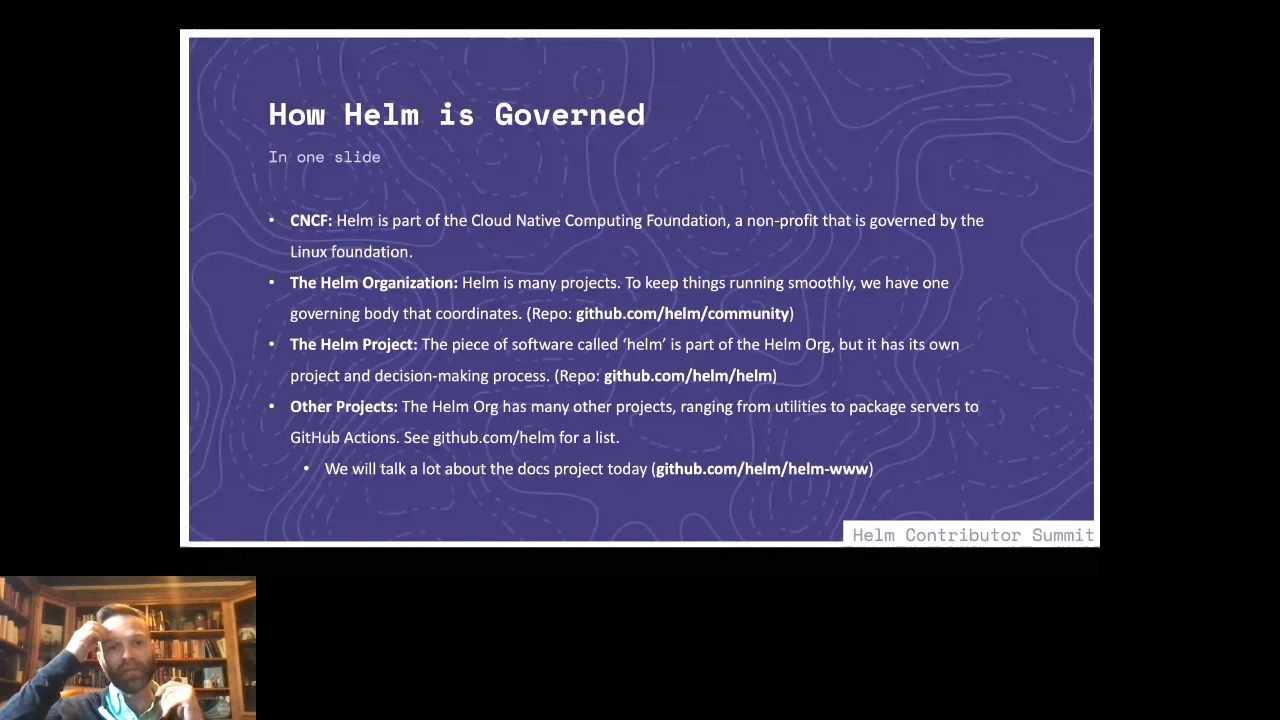 How Helm is Governed
In one slide
• CNCF: Helm is part of the Cloud Native Computing Foundation, a non-profit that is governed by the
Linux foundation.
• The Helm Organization: Helm is many projects. To keep things running smoothly, we have one
governing body that coordinates. (Repo: github.com/helm/community)
• The Helm Project: The piece of software called ‘helm’ is part of the Helm Org, but it has its own
project and decision-making process. (Repo: github.com/helm/helm)
• Other Projects: The Helm Org has many other projects, ranging from utilities to package servers to
GitHub Actions. See github.com/helm for a list.
• We will talk a lot about the docs project today (github.com/helm/helm-www)
Helm Contributor Summit